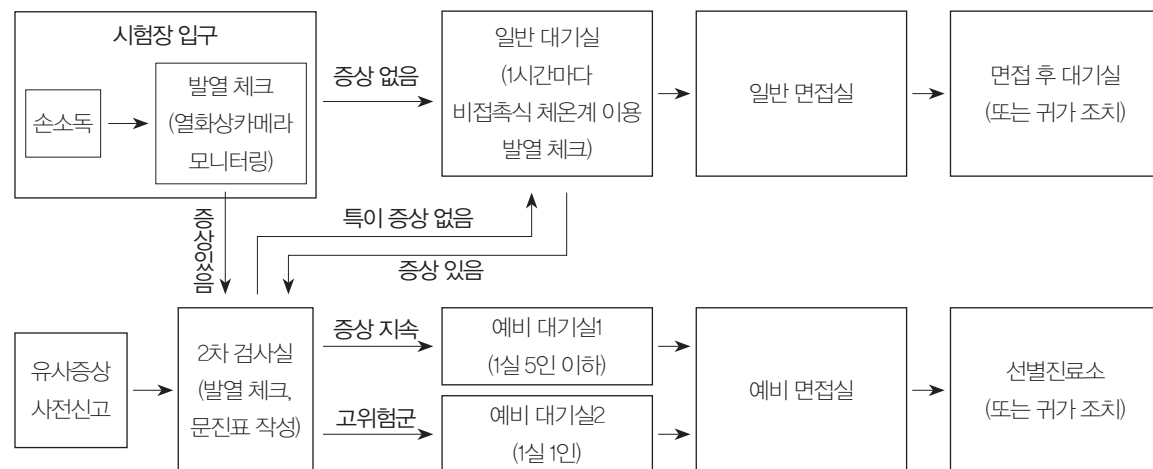 시험장 입구
손소독
발열 체크
(열화상카메라
모니터링)
증상 없음
일반 대기실
(1시간마다
비접촉식 체온계 이용
발열 체크)
일반 면접실
면접 후 대기실
(또는 귀가 조치)
증상있음
특이 증상 없음
증상 있음
유사증상
사전신고
2차 검사실
(발열 체크,
문진표 작성)
증상 지속
예비 대기실1
(1실 5인 이하)
고위험군
예비 대기실2
(1실 1인)
예비 면접실
선별진료소
(또는 귀가 조치)